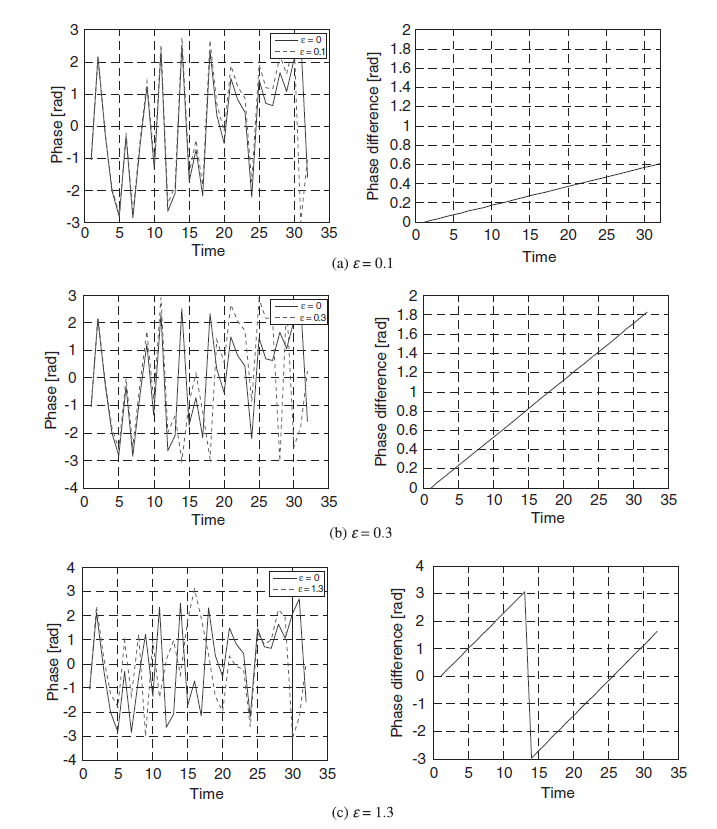 3
2
1
0
-1
-2
-3
Phase [rad]
ε = 0
ε = 0.1
0 5 10 15 20 25 30 35
Time
2
1.8
1.6
1.4
1.2
1
0.8
0.6
0.4
0.2
0
Phase difference [rad]
0 5 10 15 20 25 30
Time
(a) ε = 0.1
3
2
1
0
-1
-2
-3
-4
Phase [rad]
ε = 0
ε = 0.3
0 5 10 15 20 25 30 35
Time
2
1.8
1.6
1.4
1.2
1
0.8
0.6
0.4
0.2
0
Phase difference [rad]
0 5 10 15 20 25 30 35
Time
(b) ε = 0.3
4
3
2
1
0
-1
-2
-3
-4
Phase [rad]
ε = 0
ε = 1.3
0 5 10 15 20 25 30 35
Time
4
3
2
1
0
-1
-2
-3
Phase difference [rad]
0 5 10 15 20 25 30 35
Time
(c) ε = 1.3